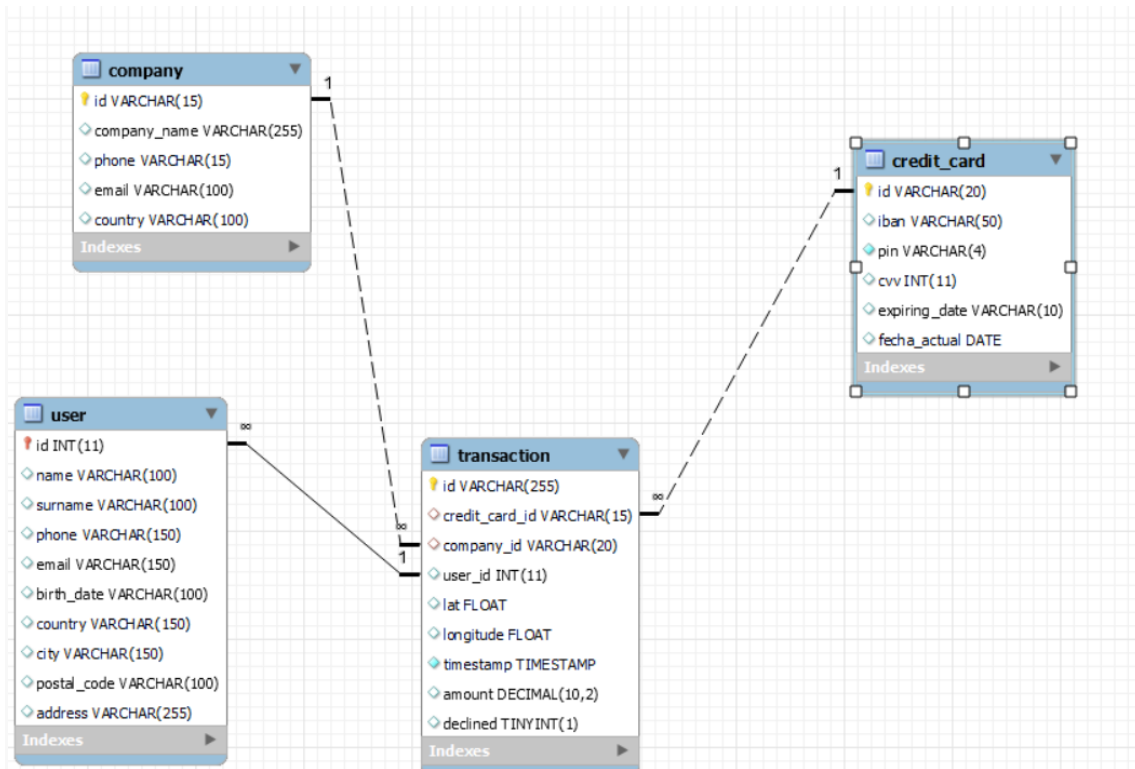 company
id VARCHAR(15)
company_name VARCHAR(255)
phone VARCHAR(15)
email VARCHAR(100)
country VARCHAR(100)
Indexes
1
credit_card
1
id VARCHAR(20)
iban VARCHAR(50)
pin VARCHAR(4)
cvv INT(11)
expiring_date VARCHAR(10)
fecha_actual DATE
Indexes
user
∞
id INT(11)
name VARCHAR(100)
surname VARCHAR(100)
phone VARCHAR(150)
email VARCHAR(150)
birth_date VARCHAR(100)
country VARCHAR(150)
city VARCHAR(150)
postal_code VARCHAR(100)
address VARCHAR(255)
Indexes
transaction
id VARCHAR(255)
credit_card_id VARCHAR(15)
∞
∞
company_id VARCHAR(20)
1
user_id INT(11)
lat FLOAT
longitude FLOAT
timestamp TIMESTAMP
amount DECIMAL(10,2)
declined TINYINT(1)
Indexes